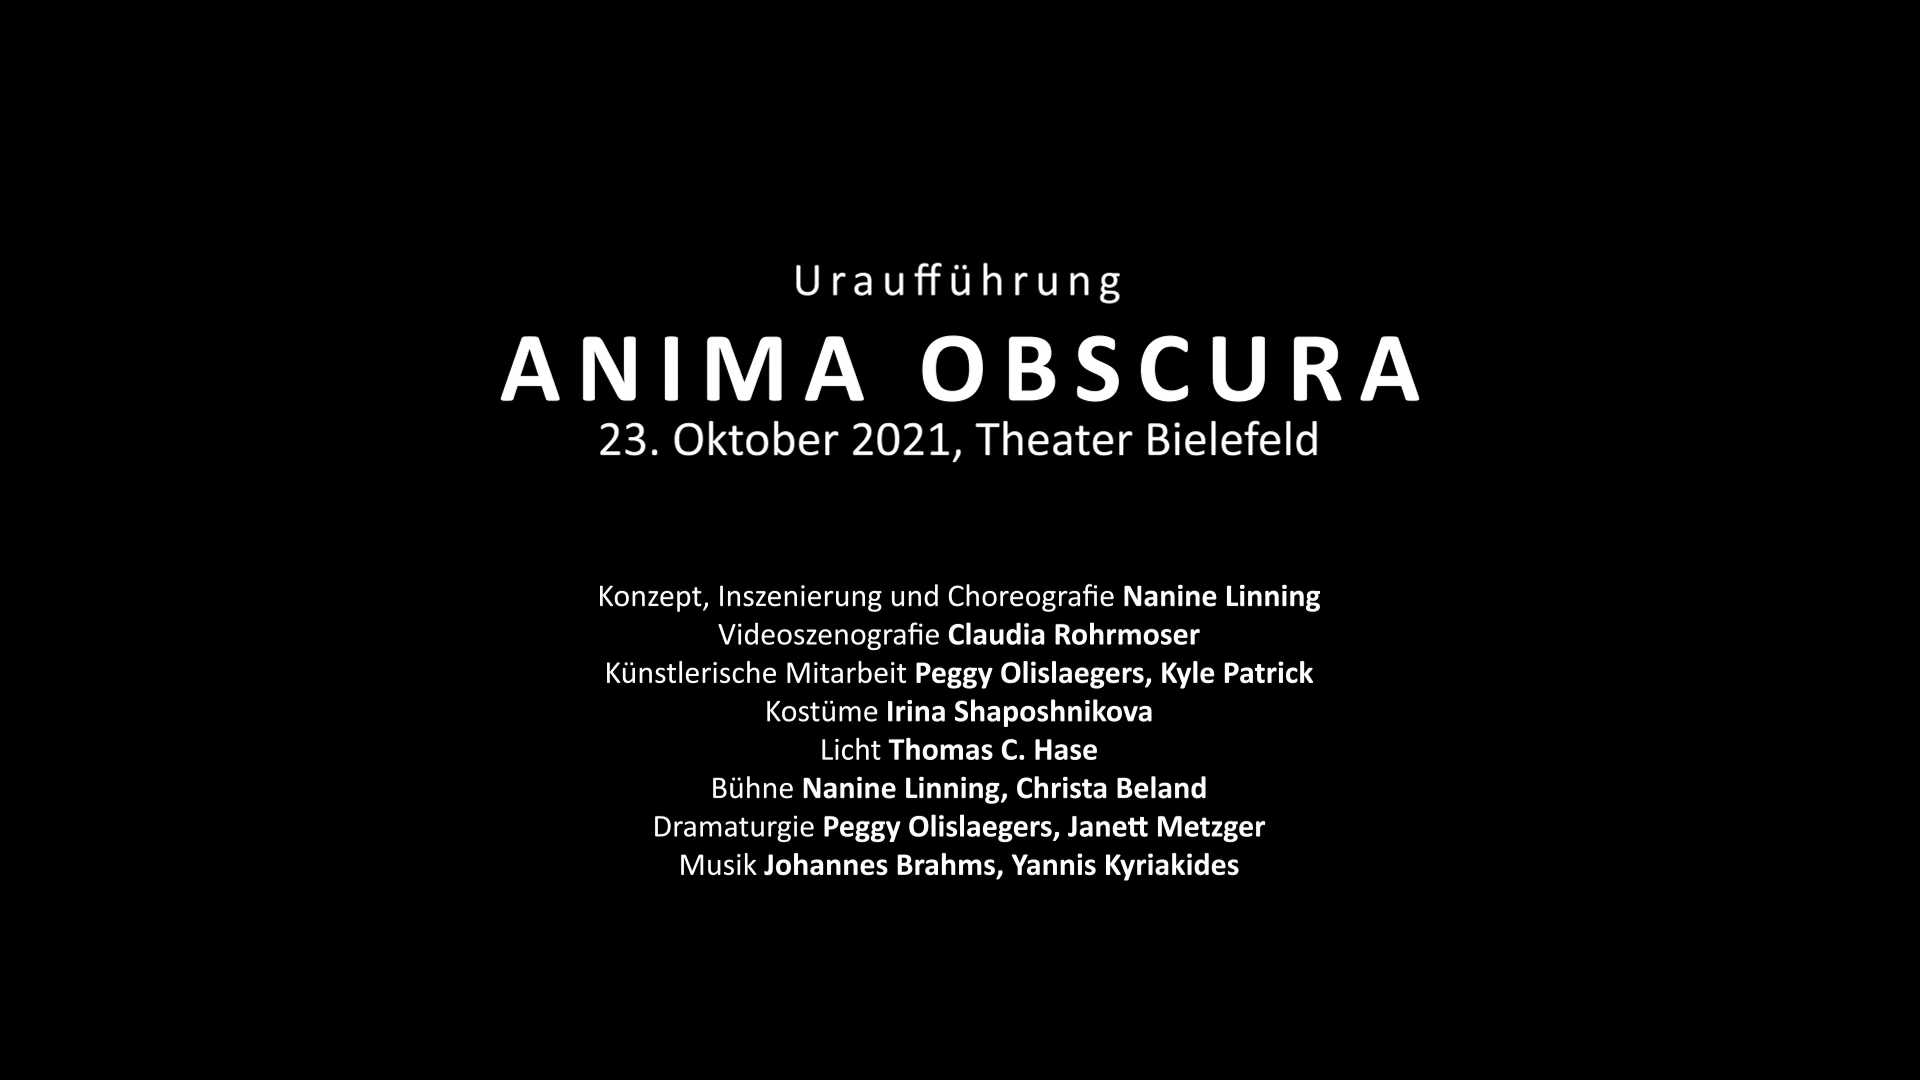 Uraufführung
ANIMA OBSCURA
23. Oktober 2021, Theater Bielefeld
Konzept, Inszenierung und Choreografie Nanine Linning
Videoszenografie Claudia Rohrmoser
Künstlerische Mitarbeit Peggy Olislaegers, Kyle Patrick
Kostüme Irina Shaposhnikova
Licht Thomas C. Hase
Bühne Nanine Linning, Christa Beland
Dramaturgie Peggy Olislaegers, Janett Metzger
Musik Johannes Brahms, Yannis Kyriakides